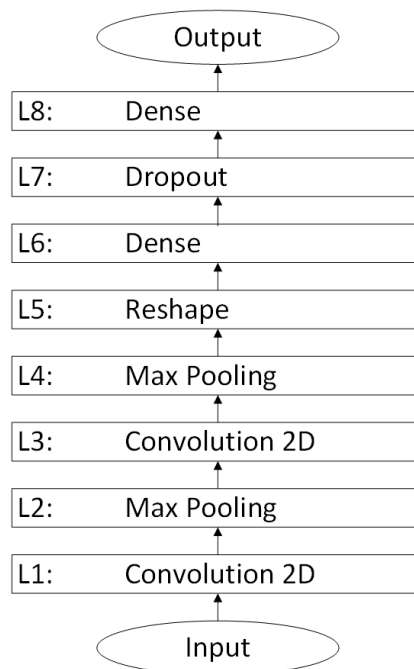 Output
L8: Dense
L7: Dropout
L6: Dense
L5: Reshape
L4: Max Pooling
L3: Convolution 2D
L2: Max Pooling
L1: Convolution 2D
Input